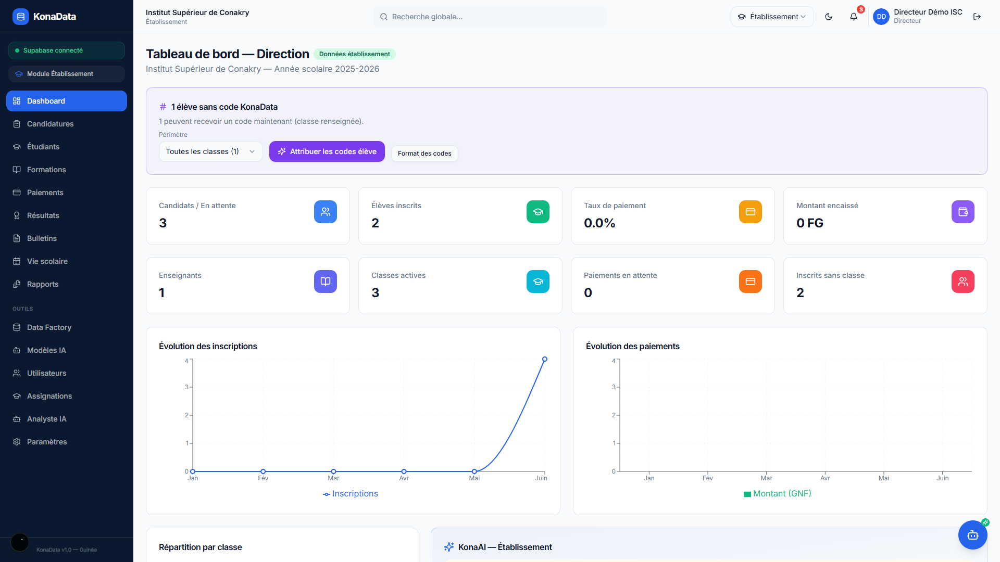 KonaData
Supabase connecté
Module Établissement
Dashboard
Candidatures
Étudiants
Formations
Paiements
Résultats
Bulletins
Vie scolaire
Rapports
OUTILS
Data Factory
Modèles IA
Utilisateurs
Assignations
Analyste IA
Paramètres
KonaData v1.0 — Guinée
Institut Supérieur de Conakry
Établissement
Recherche globale...
Établissement
3
DD
Directeur Démo ISC
Directeur
Tableau de bord — Direction
Données établissement
Institut Supérieur de Conakry — Année scolaire 2025-2026
# 1 élève sans code KonaData
1 peuvent recevoir un code maintenant (classe renseignée).
Périmètre
Toutes les classes (1)
Attribuer les codes élève
Format des codes
Candidats / En attente
3
Élèves inscrits
2
Taux de paiement
0.0%
Montant encaissé
0 FG
Enseignants
1
Classes actives
3
Paiements en attente
0
Inscrits sans classe
2
Évolution des inscriptions
4
3
2
1
0
Jan Fév Mar Avr Mai Juin
Inscriptions
Évolution des paiements
4
3
2
1
0
Jan Fév Mar Avr Mai Juin
Montant (GNF)
Répartition par classe
KonaAI — Établissement